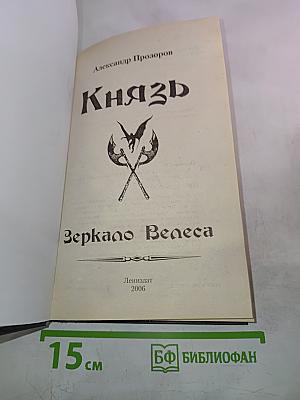 Александр Прозоров
Князь
Зеркало Велеса
Лениздат
2006
15 см
БФ БИБЛИОФАН